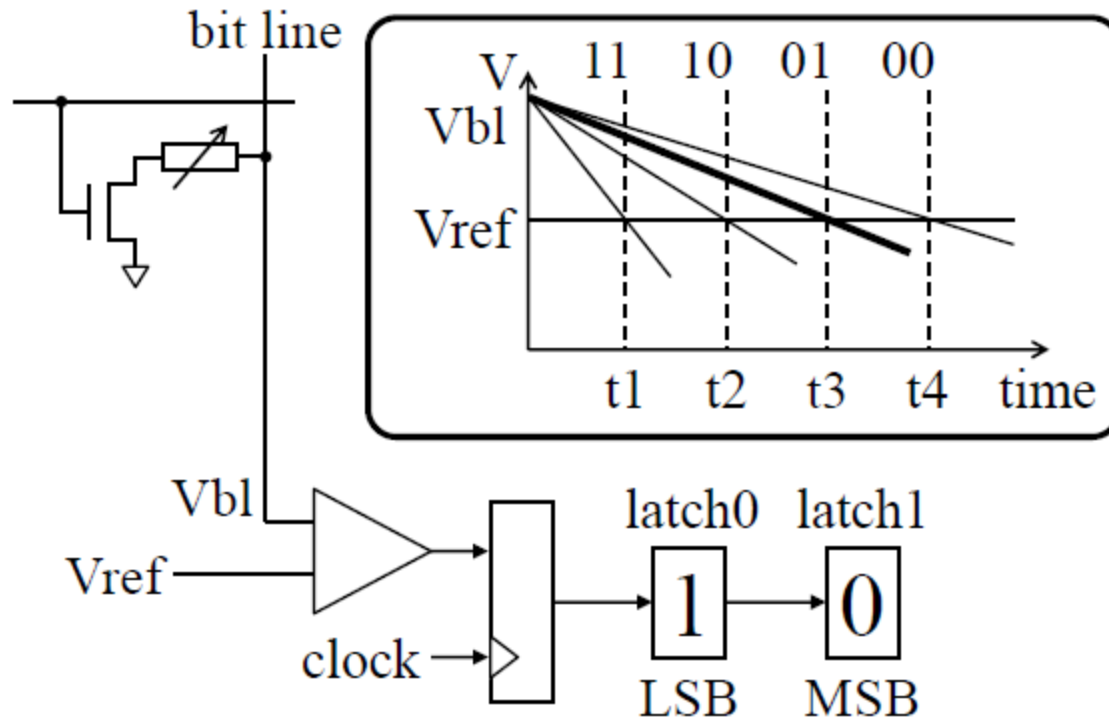 bit line
11 10 01 00
V
Vbl
Vref
t1 t2 t3 t4 time
Vbl
Vref
clock
latch0 latch1
1 0
LSB MSB